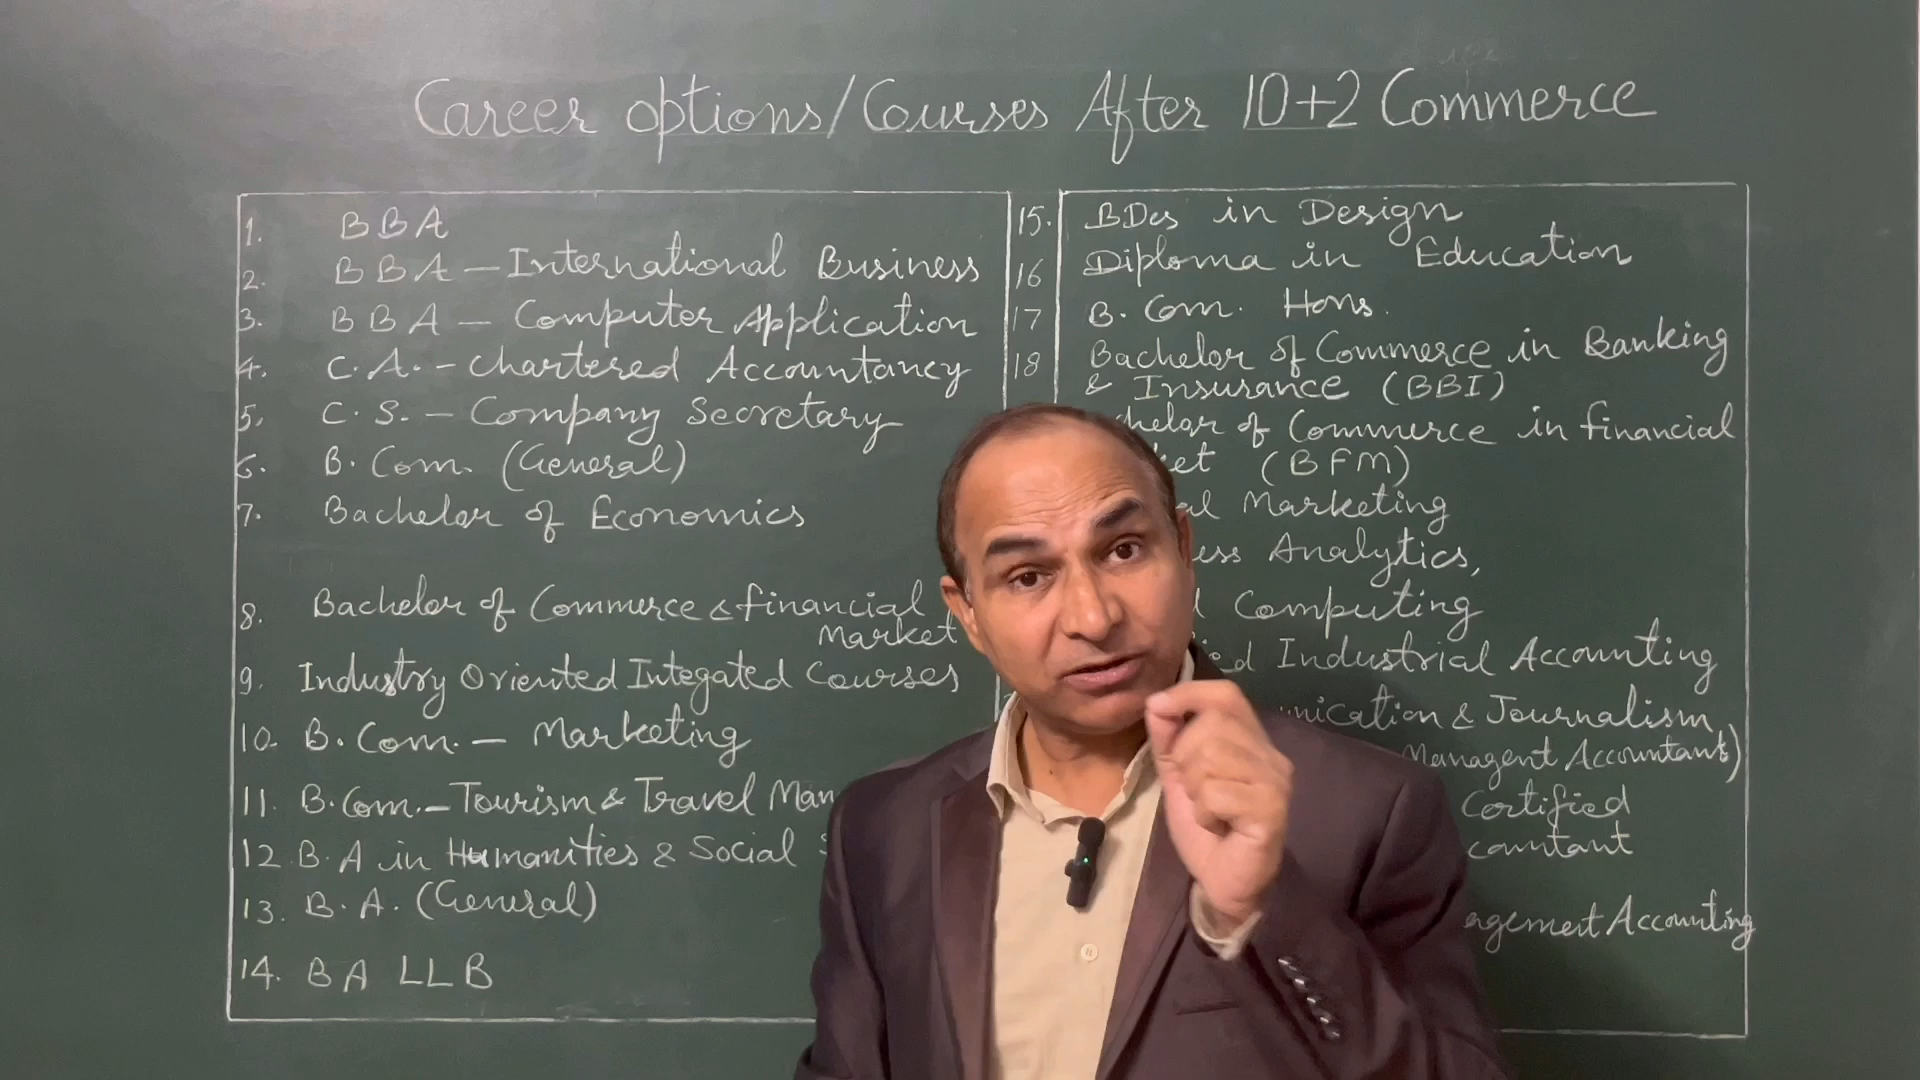 Career options/Courses After 10+2 Commerce
1. BBA
2. BBA – International Business
3. BBA – Computer Application
4. C.A. - Chartered Accountancy
5. C.S. – Company Secretary
6. B. Com. (General)
7. Bachelor of Economics
8. Bachelor of Commerce & financial
Market
9. Industry Oriented Integated Courses
10. B. Com. – Marketing
11. B.Com. – Tourism & Travel
12. B.A in Humanities & Social
13. B.A. (General)
14. BA LLB
15. BDes in Design
16 Diploma in Education
17 B. Com. Hons.
18 Bachelor of Commerce in Banking
& Insurance (BBI)
of Commerce in financial
(BFM)
Marketing
Analytics,
Computing
Industrial Accounting
& Journalism,
Managent Accountant)
Certified
Accounting